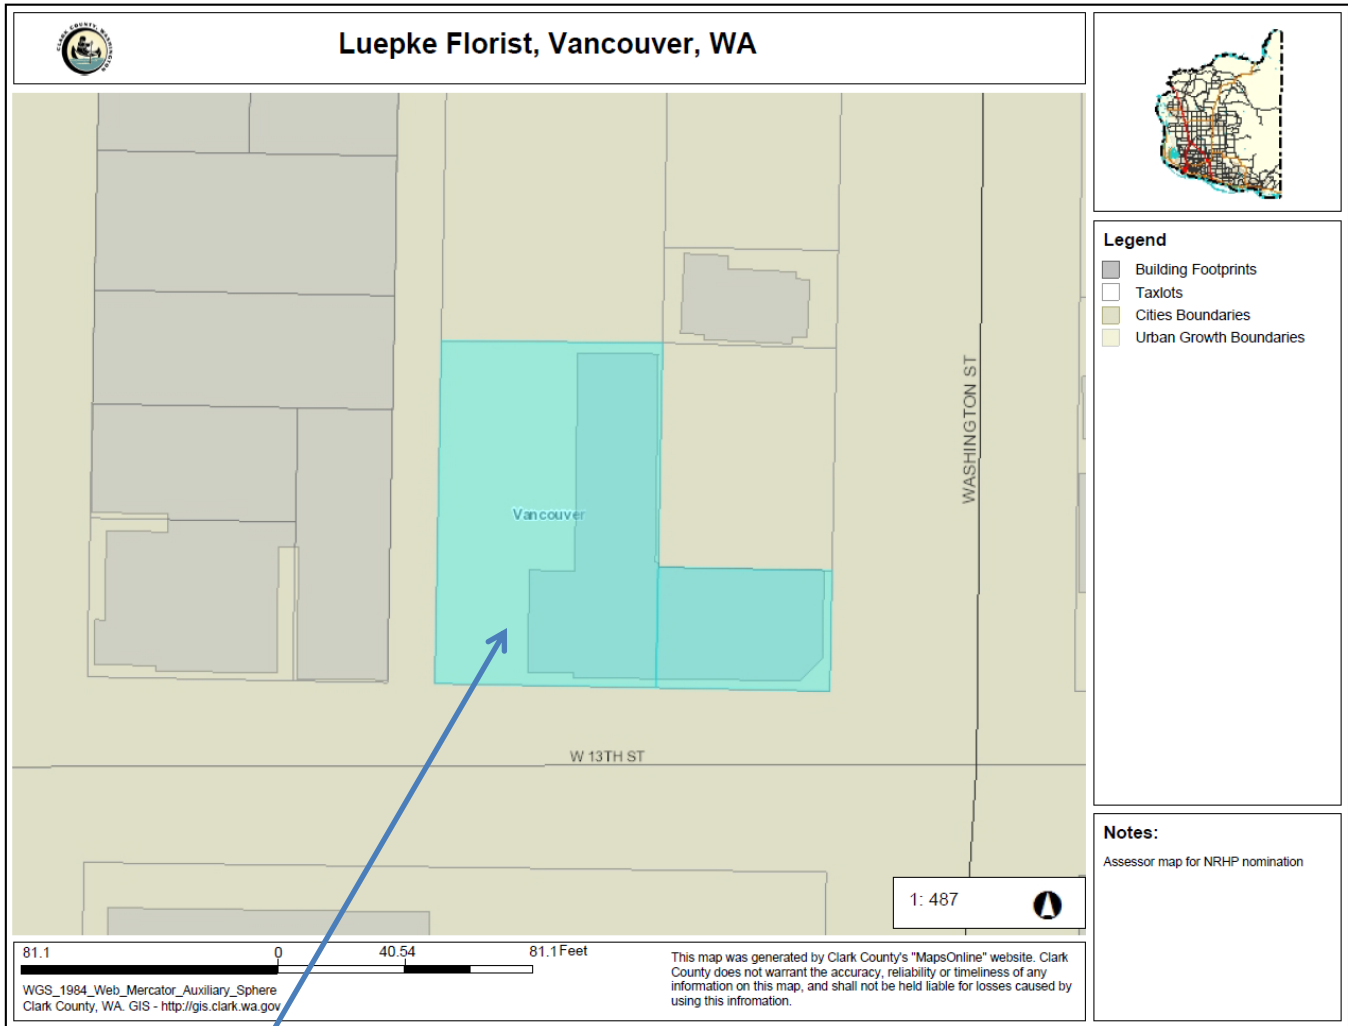 CLARK COUNTY, WASHINGTON
Luepke Florist, Vancouver, WA
Legend
Building Footprints
Taxlots
Cities Boundaries
Urban Growth Boundaries
WASHINGTON ST
Vancouver
W 13TH ST
Notes:
Assessor map for NRHP nomination
1: 487
81.1 0 40.54 81.1 Feet
WGS_1984_Web_Mercator_Auxiliary_Sphere
Clark County, WA. GIS - http://gis.clark.wa.gov
This map was generated by Clark County's "MapsOnline" website. Clark
County does not warrant the accuracy, reliability or timeliness of any
information on this map, and shall not be held liable for losses caused by
using this infromation.